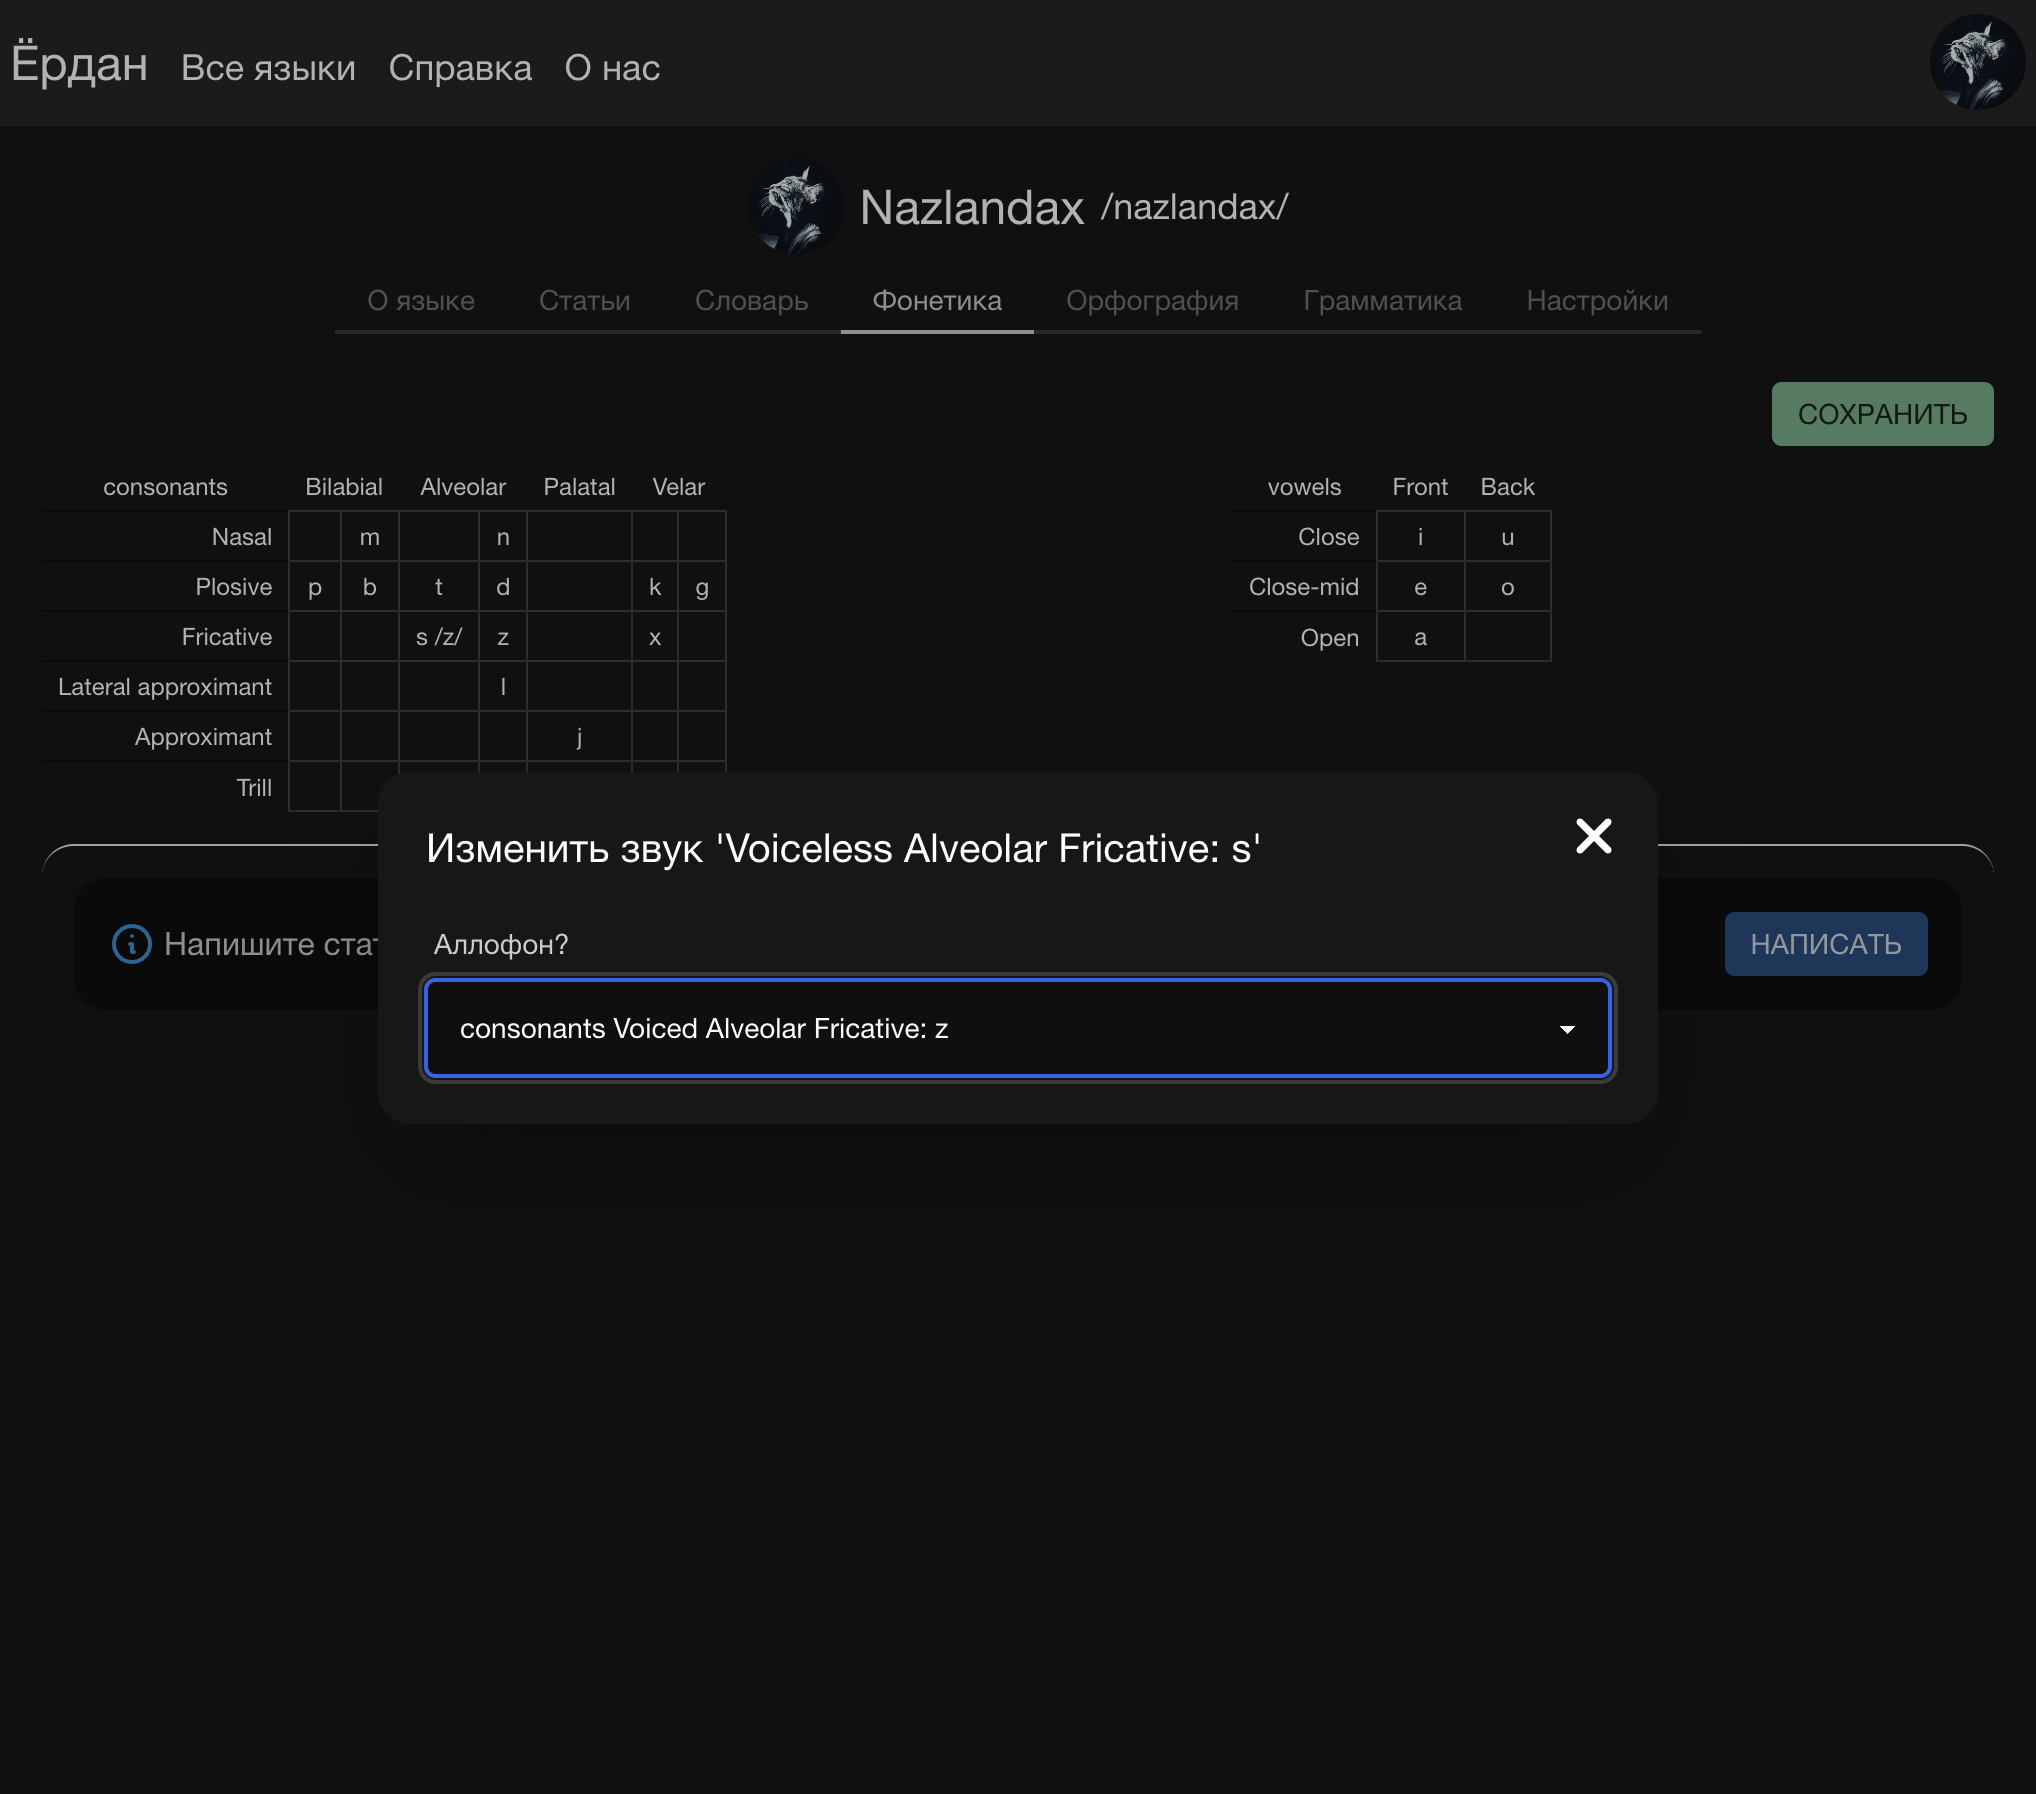 Ёрдан Все языки Справка О нас
Nazlandax /nazlandax/
О языке Статьи Словарь Фонетика Орфография Грамматика Настройки
СОХРАНИТЬ
consonants Bilabial Alveolar Palatal Velar
Nasal m n
Plosive p b t d k g
Fricative s /z/ z x
Lateral approximant l
Approximant j
Trill
vowels Front Back
Close i u
Close-mid e o
Open a
Изменить звук 'Voiceless Alveolar Fricative: s'
Аллофон?
consonants Voiced Alveolar Fricative: z
Напишите
НАПИСАТЬ